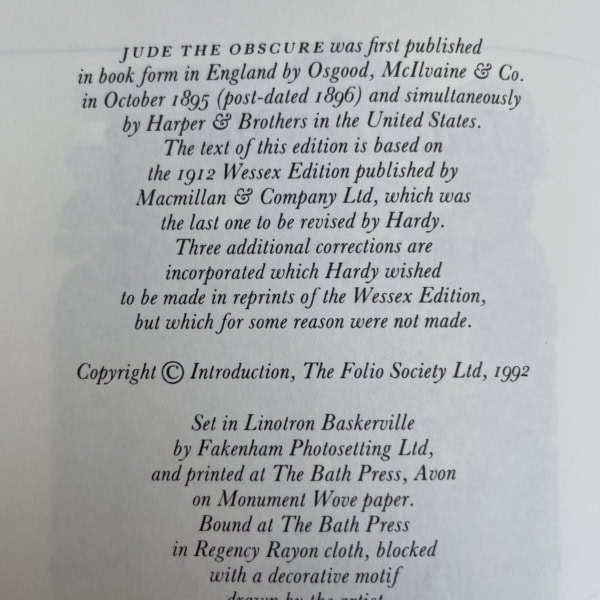 JUDE THE OBSCURE was first published
in book form in England by Osgood, McIlvaine & Co.
in October 1895 (post-dated 1896) and simultaneously
by Harper & Brothers in the United States.
The text of this edition is based on
the 1912 Wessex Edition published by
Macmillan & Company Ltd, which was
the last one to be revised by Hardy.
Three additional corrections are
incorporated which Hardy wished
to be made in reprints of the Wessex Edition,
but which for some reason were not made.
Copyright © Introduction, The Folio Society Ltd, 1992
Set in Linotron Baskerville
by Fakenham Photosetting Ltd,
and printed at The Bath Press, Avon
on Monument Wove paper.
Bound at The Bath Press
in Regency Rayon cloth, blocked
with a decorative motif
drawn by the artist